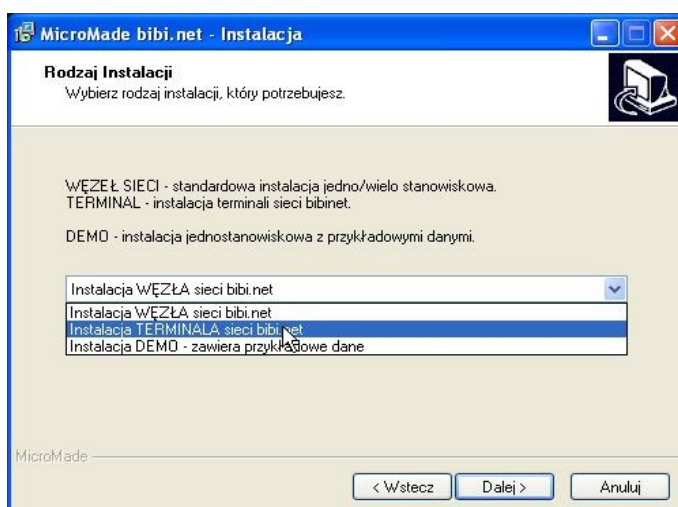 MicroMade bibi.net - Instalacja
Rodzaj Instalacji
Wybierz rodzaj instalacji, który potrzebujesz.
WĘZEŁ SIECI - standardowa instalacja jedno/wielo stanowiskowa.
TERMINAL - instalacja terminali sieci bibinet.
DEMO - instalacja jednostanowiskowa z przykładowymi danymi.
Instalacja WĘZŁA sieci bibi.net
Instalacja WĘZŁA sieci bibi.net
Instalacja TERMINALA sieci bibi.net
Instalacja DEMO - zawiera przykładowe dane
MicroMade
< Wstecz Dalej > Anuluj